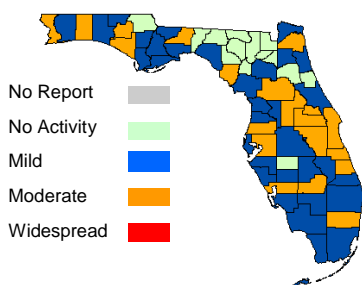 No Report
No Activity
Mild
Moderate
Widespread